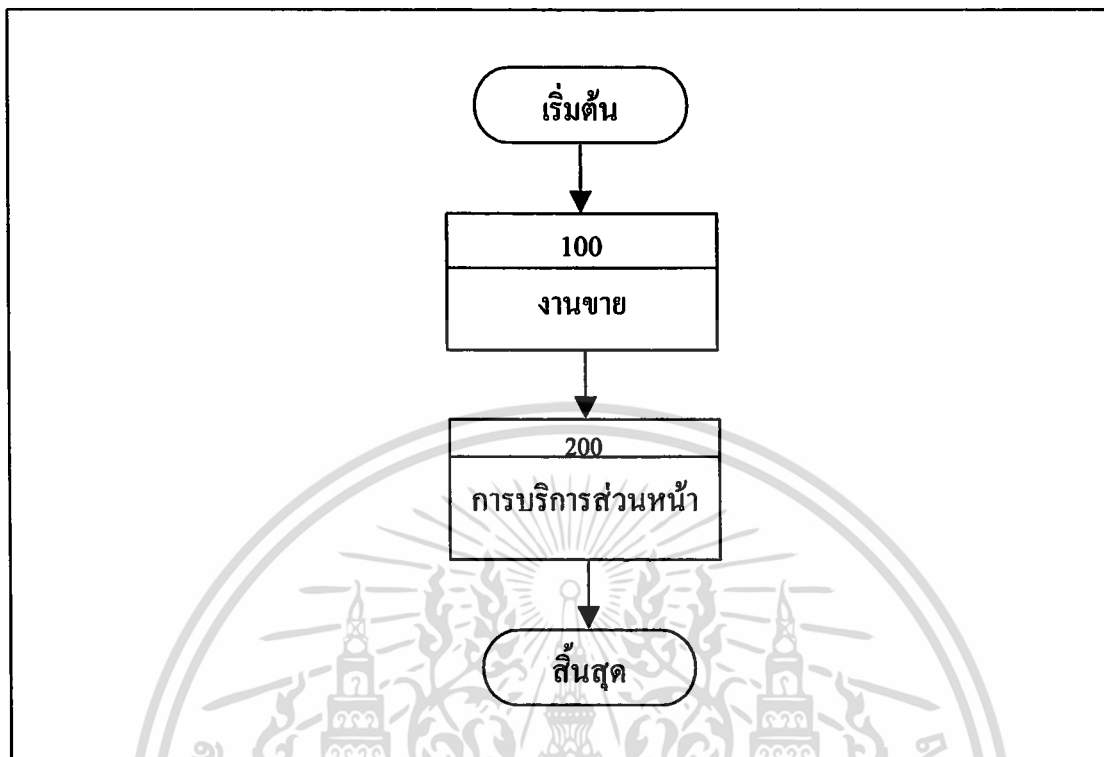 เริ่มต้น
100
งานขาย
200
การบริการส่วนหน้า
สิ้นสุด